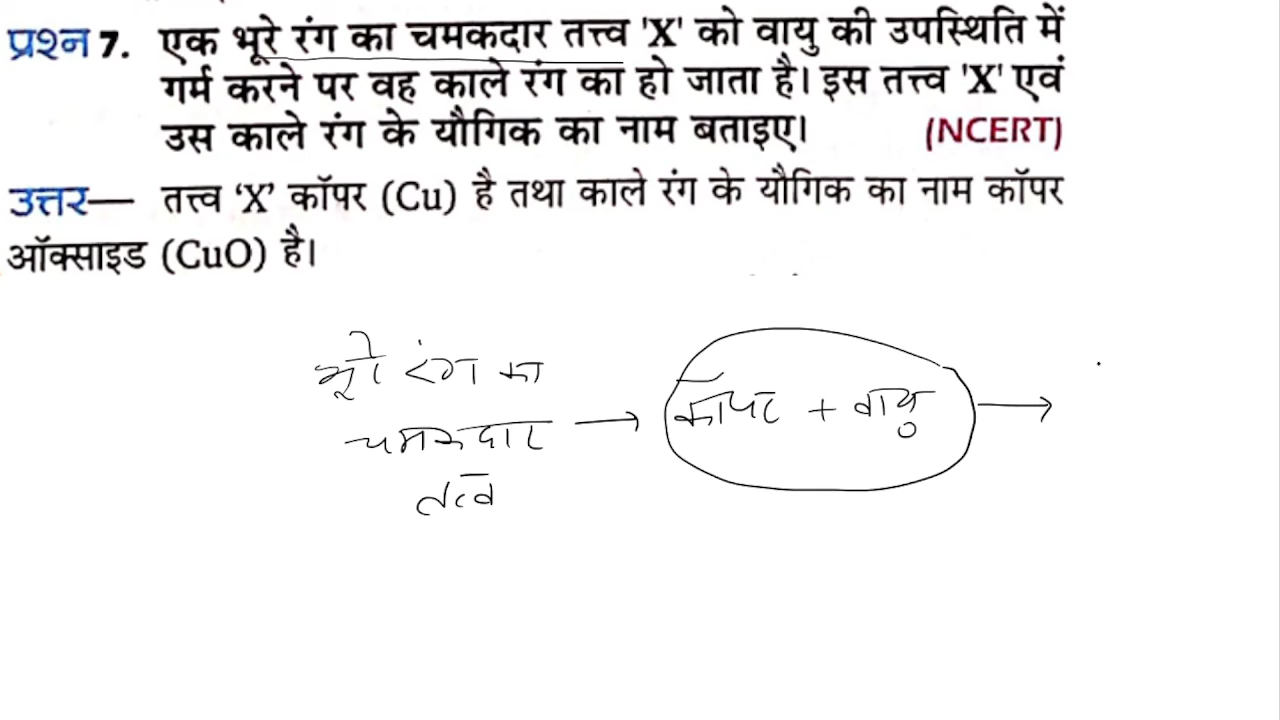 प्रश्न 7. एक भूरे रंग का चमकदार तत्त्व 'X' को वायु की उपस्थिति में
गर्म करने पर वह काले रंग का हो जाता है। इस तत्त्व 'X' एवं
उस काले रंग के यौगिक का नाम बताइए। (NCERT)
उत्तर— तत्त्व ‘X’ कॉपर (Cu) है तथा काले रंग के यौगिक का नाम कॉपर
ऑक्साइड (CuO) है।
भूरे रंग का
चमकदार → कॉपर + वायु →
तत्व